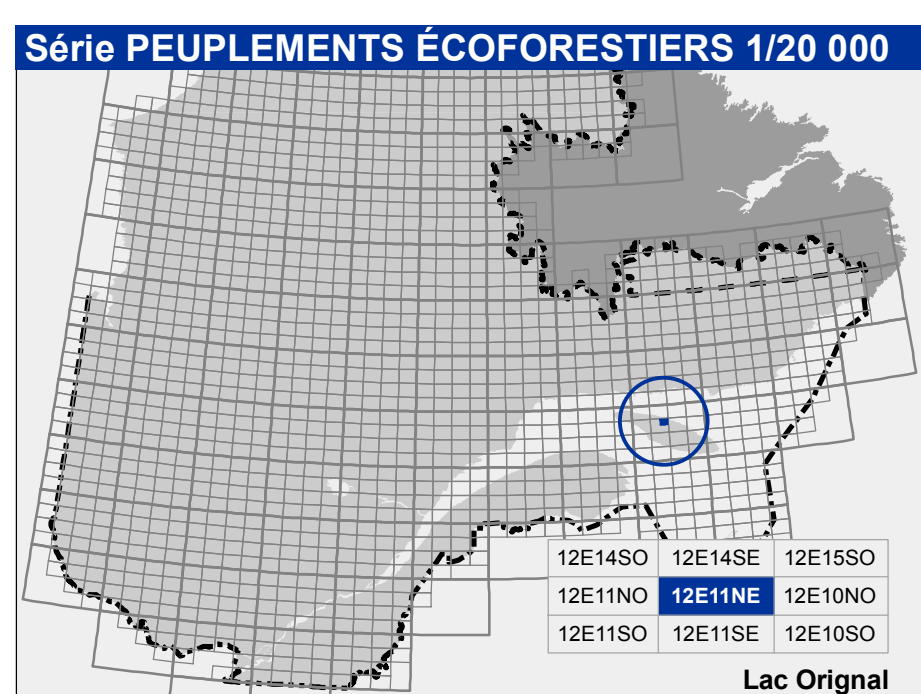 Série PEUPLEMENTS ÉCOFORESTIERS 1/20 000
12E14SO 12E14SE 12E15SO
12E11NO 12E11NE 12E10NO
12E11SO 12E11SE 12E10SO
Lac Orignal